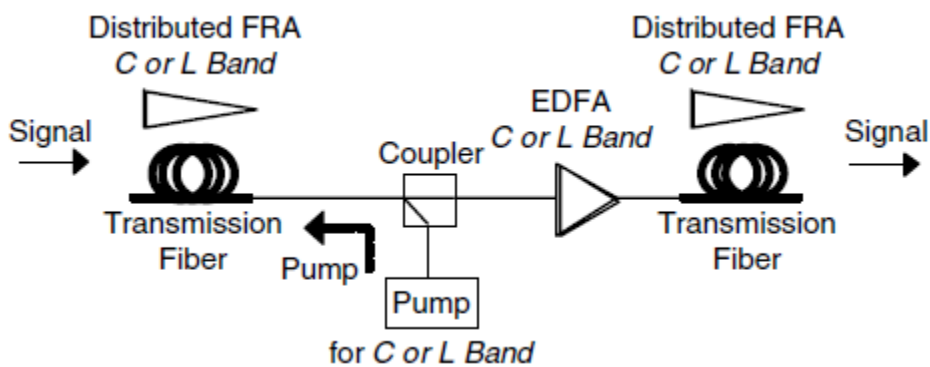 Distributed FRA
C or L Band
Signal
Transmission
Fiber
Pump
Coupler
Pump
for C or L Band
EDFA
C or L Band
Distributed FRA
C or L Band
Transmission
Fiber
Signal